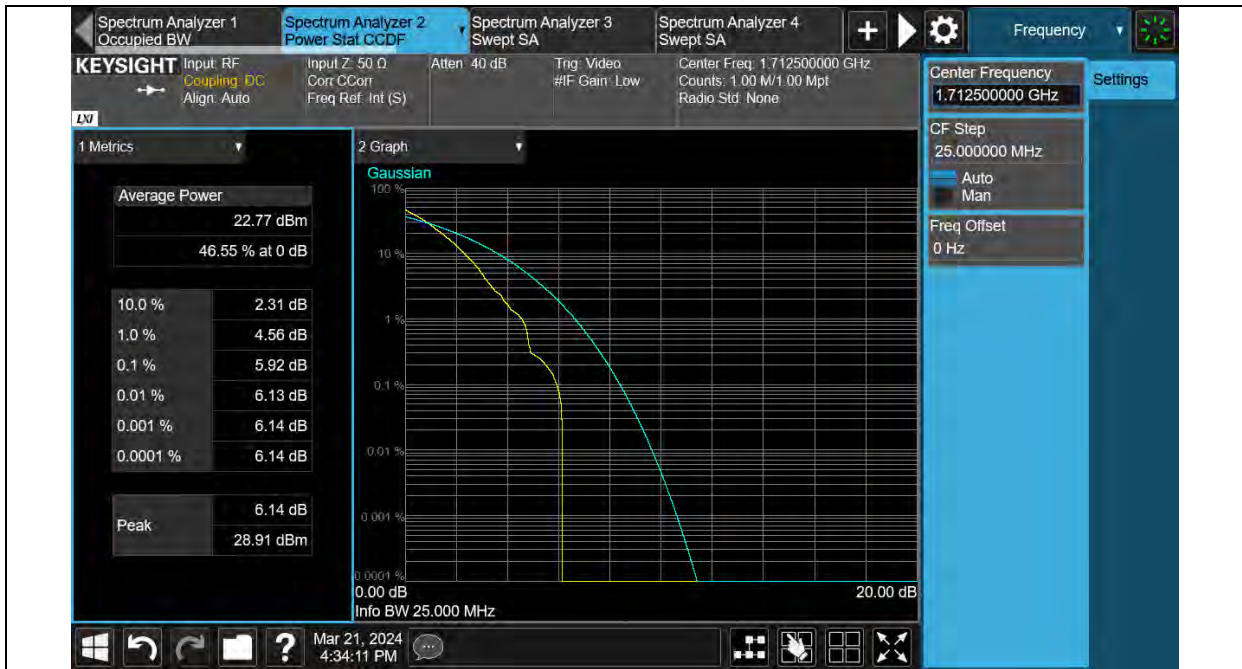 Spectrum Analyzer 1
Occupied BW
Spectrum Analyzer 2
Power Stat CCDF
Spectrum Analyzer 3
Swept SA
Spectrum Analyzer 4
Swept SA
Frequency
KEYSIGHT
LXI
Input: RF
Coupling: DC
Align: Auto
Input Z: 50 Ω
Corr CCorr
Freq Ref: Int (S)
Atten: 40 dB
Trig: Video
#IF Gain: Low
Center Freq: 1.712500000 GHz
Counts: 1.00 M/1.00 Mpt
Radio Std: None
Center Frequency
1.712500000 GHz
Settings
CF Step
25.000000 MHz
Auto
Man
Freq Offset
0 Hz
1 Metrics
Average Power
22.77 dBm
46.55 % at 0 dB
10.0 % 2.31 dB
1.0 % 4.56 dB
0.1 % 5.92 dB
0.01 % 6.13 dB
0.001 % 6.14 dB
0.0001 % 6.14 dB
Peak
6.14 dB
28.91 dBm
2 Graph
Gaussian
100 %
10 %
1 %
0.1 %
0.01 %
0.001 %
0.0001 %
0.00 dB 20.00 dB
Info BW 25.000 MHz
Mar 21, 2024
4:34:11 PM